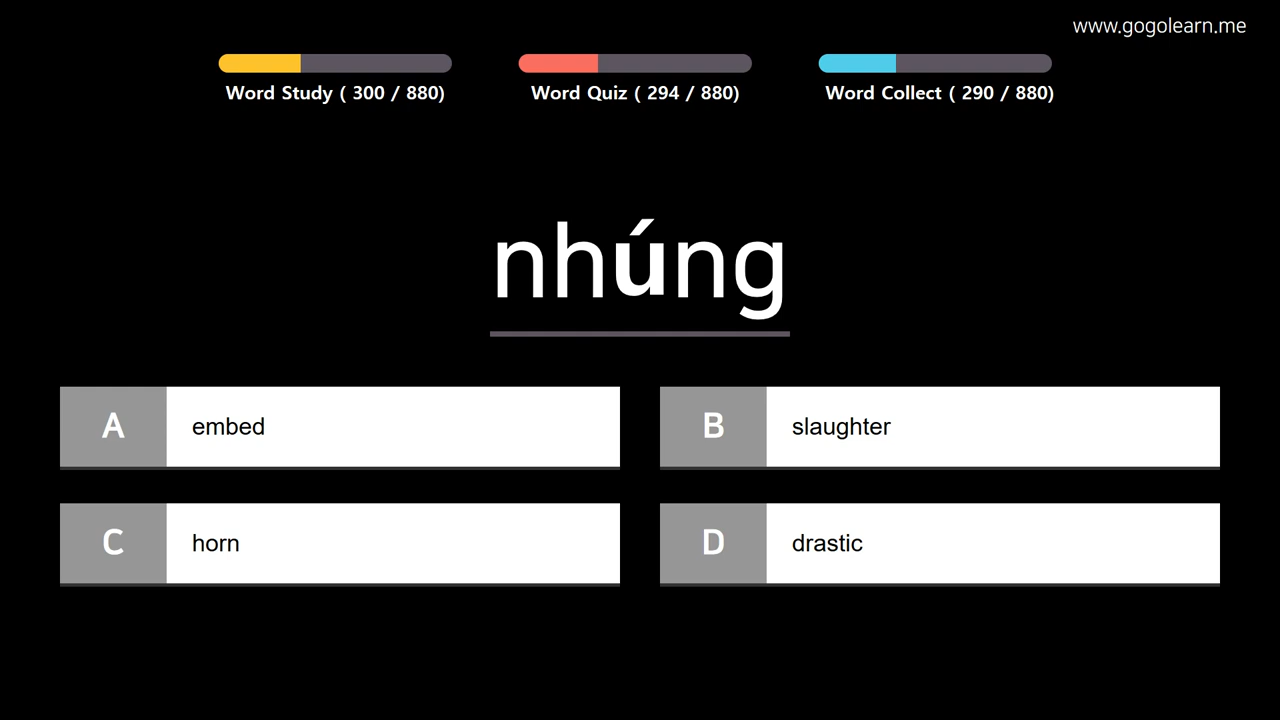 www.gogolearn.me
Word Study ( 300 / 880)
Word Quiz ( 294 / 880)
Word Collect ( 290 / 880)
nhúng
A embed
B slaughter
C horn
D drastic